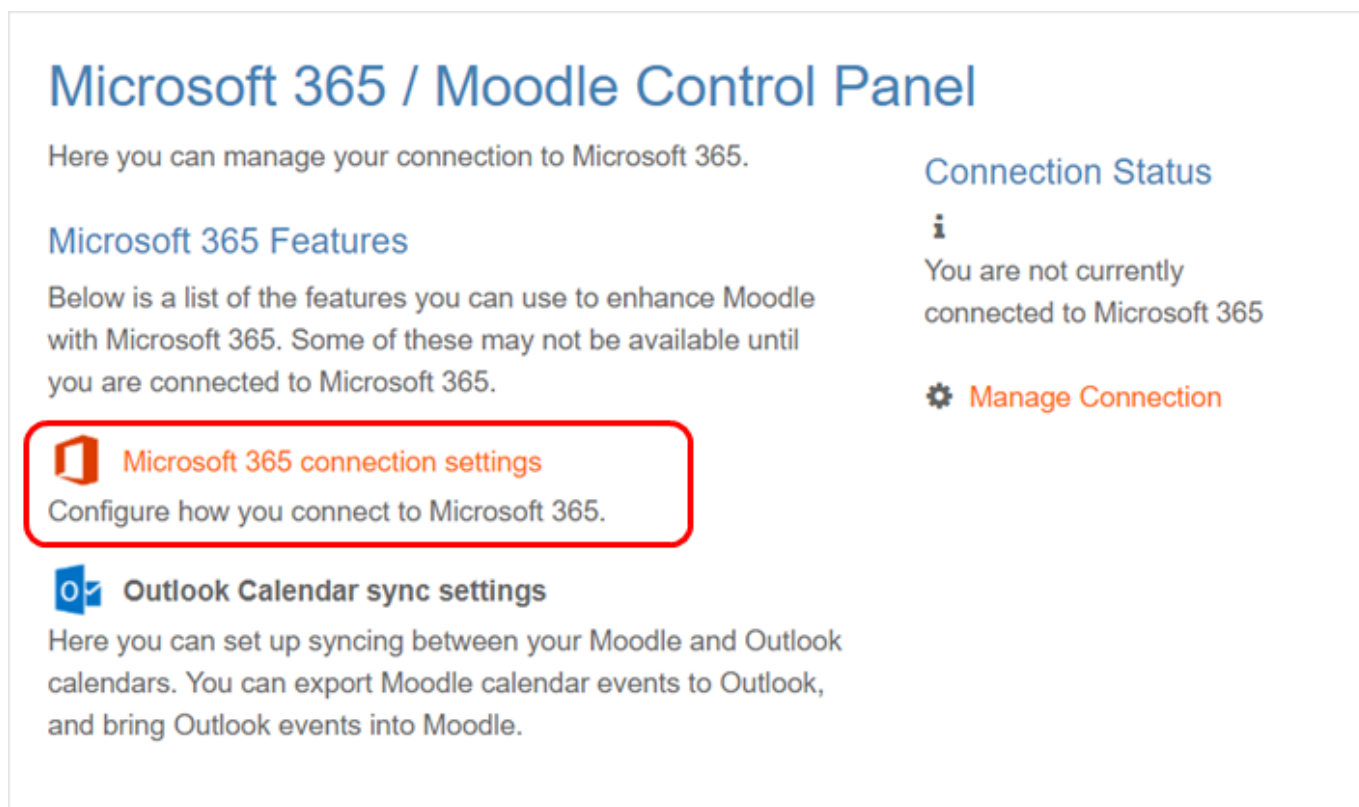 Microsoft 365 / Moodle Control Panel
Here you can manage your connection to Microsoft 365.
Microsoft 365 Features
Below is a list of the features you can use to enhance Moodle
with Microsoft 365. Some of these may not be available until
you are connected to Microsoft 365.
Microsoft 365 connection settings
Configure how you connect to Microsoft 365.
Outlook Calendar sync settings
Here you can set up syncing between your Moodle and Outlook
calendars. You can export Moodle calendar events to Outlook,
and bring Outlook events into Moodle.
Connection Status
You are not currently
connected to Microsoft 365
Manage Connection